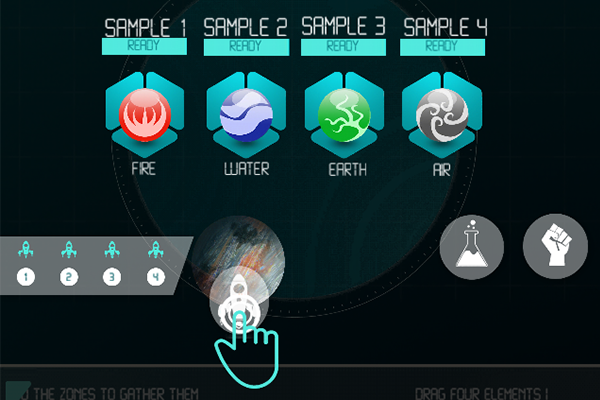 SAMPLE 1
SAMPLE 2
SAMPLE 3
SAMPLE 4
READY
READY
READY
READY
FIRE
WATER
EARTH
AIR
1
2
3
4
THE ZONES TO GATHER THEM
DRAG FOUR ELEMENTS !